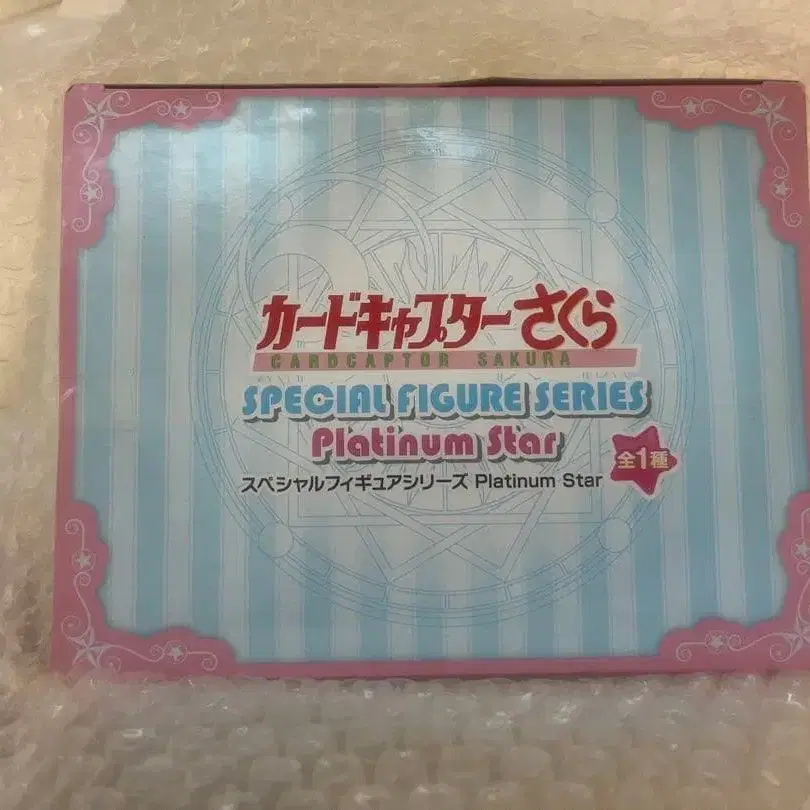 カードキャプターさくら
CARDCAPTOR SAKURA
SPECIAL FIGURE SERIES
Platinum Star
スペシャルフィギュアシリーズ Platinum Star
全1種